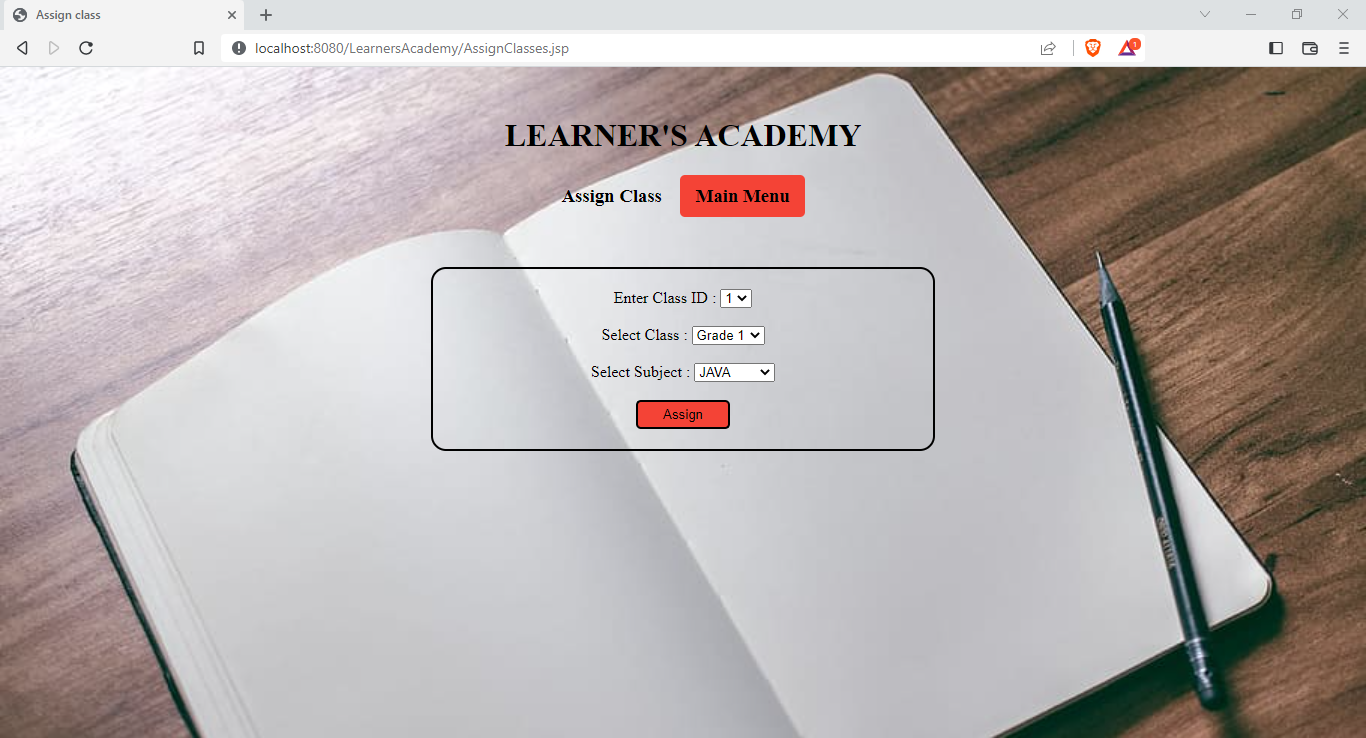 Assign class
localhost:8080/LearnersAcademy/AssignClasses.jsp
1
LEARNER'S ACADEMY
Assign Class Main Menu
Enter Class ID : 1
Select Class : Grade 1
Select Subject : JAVA
Assign